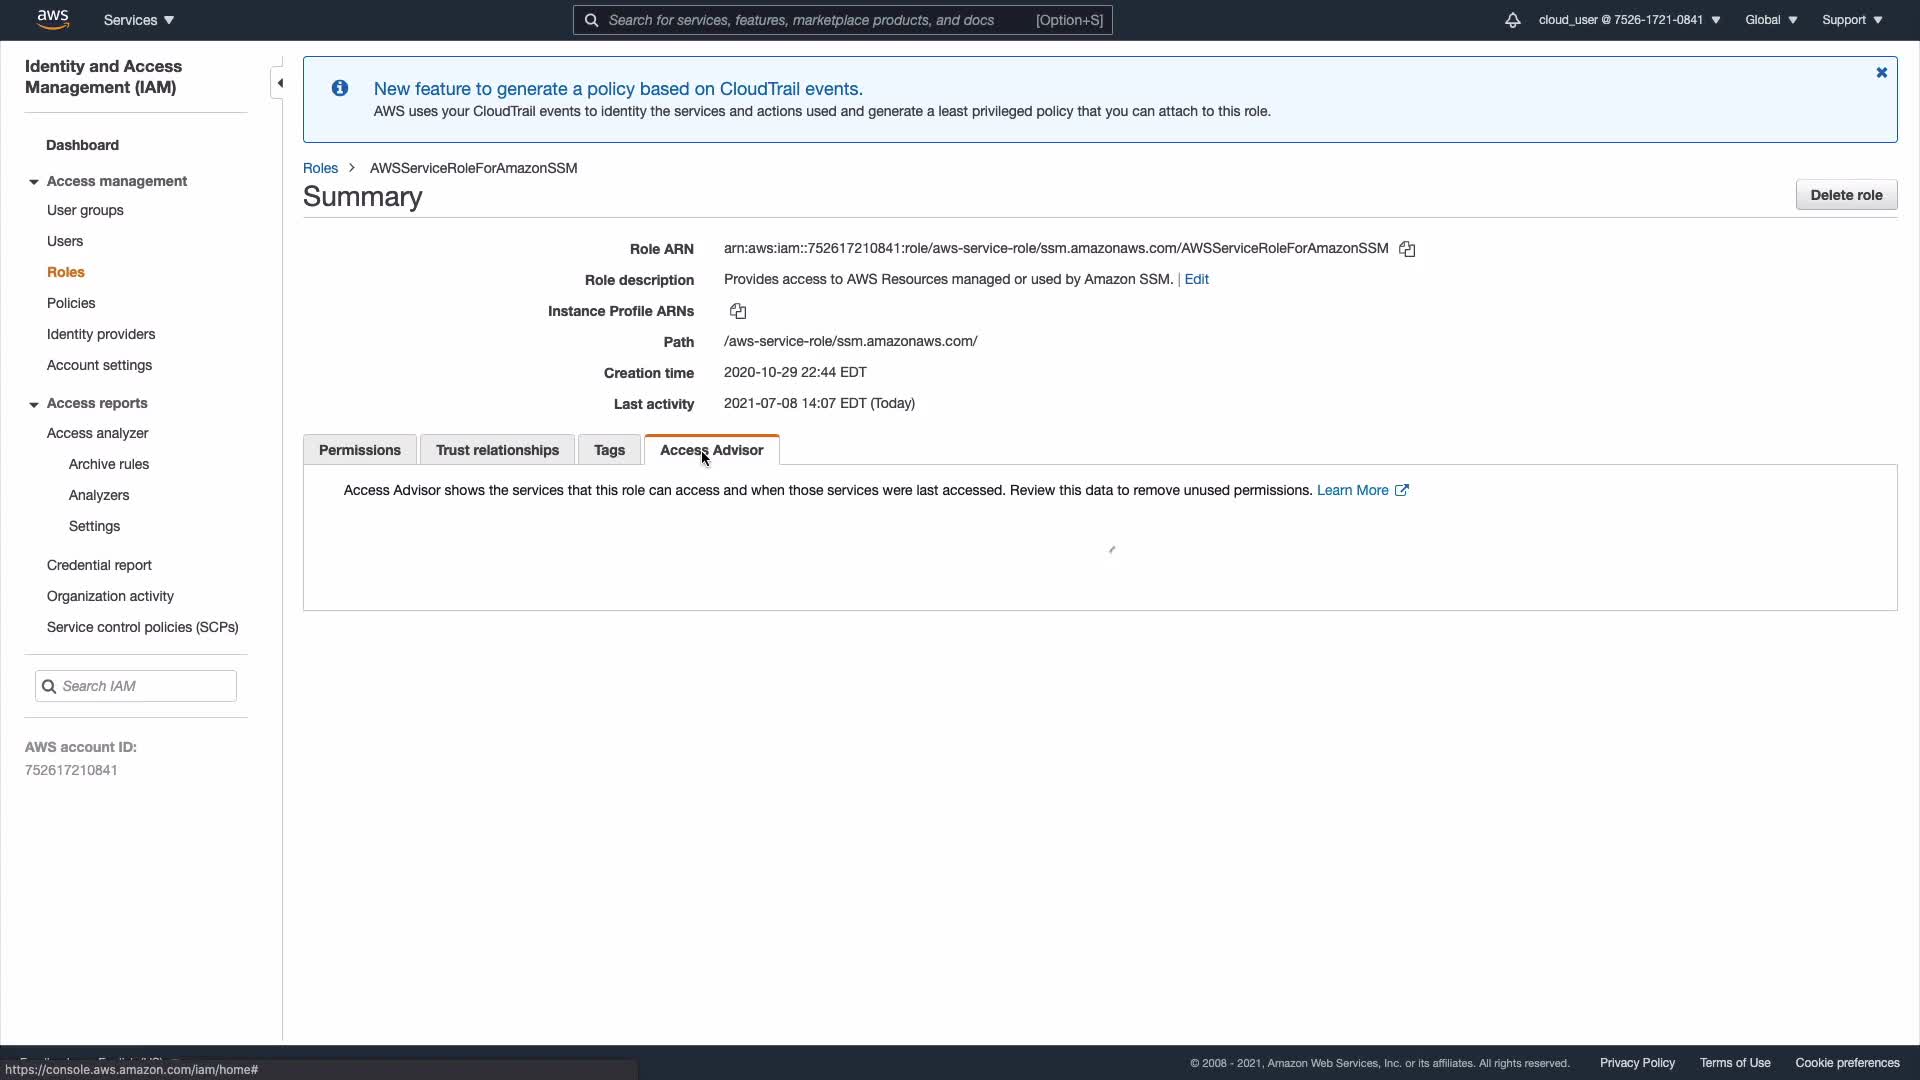 aws
Services
Search for services, features, marketplace products, and docs
[Option+S]
cloud_user @ 7526-1721-0841
Global
Support
Identity and Access
Management (IAM)
Dashboard
Access management
User groups
Users
Roles
Policies
Identity providers
Account settings
Access reports
Access analyzer
Archive rules
Analyzers
Settings
Credential report
Organization activity
Service control policies (SCPs)
Search IAM
AWS account ID:
752617210841
New feature to generate a policy based on CloudTrail events.
AWS uses your CloudTrail events to identify the services and actions used and generate a least privileged policy that you can attach to this role.
Roles > AWSServiceRoleForAmazonSSM
Summary
Delete role
Role ARN arn:aws:iam::752617210841:role/aws-service-role/ssm.amazonaws.com/AWSServiceRoleForAmazonSSM
Role description Provides access to AWS Resources managed or used by Amazon SSM. | Edit
Instance Profile ARNs
Path /aws-service-role/ssm.amazonaws.com/
Creation time 2020-10-29 22:44 EDT
Last activity 2021-07-08 14:07 EDT (Today)
Permissions
Trust relationships
Tags
Access Advisor
Access Advisor shows the services that this role can access and when those services were last accessed. Review this data to remove unused permissions. Learn More
https://console.aws.amazon.com/iam/home#
© 2008 - 2021, Amazon Web Services, Inc. or its affiliates. All rights reserved.
Privacy Policy
Terms of Use
Cookie preferences